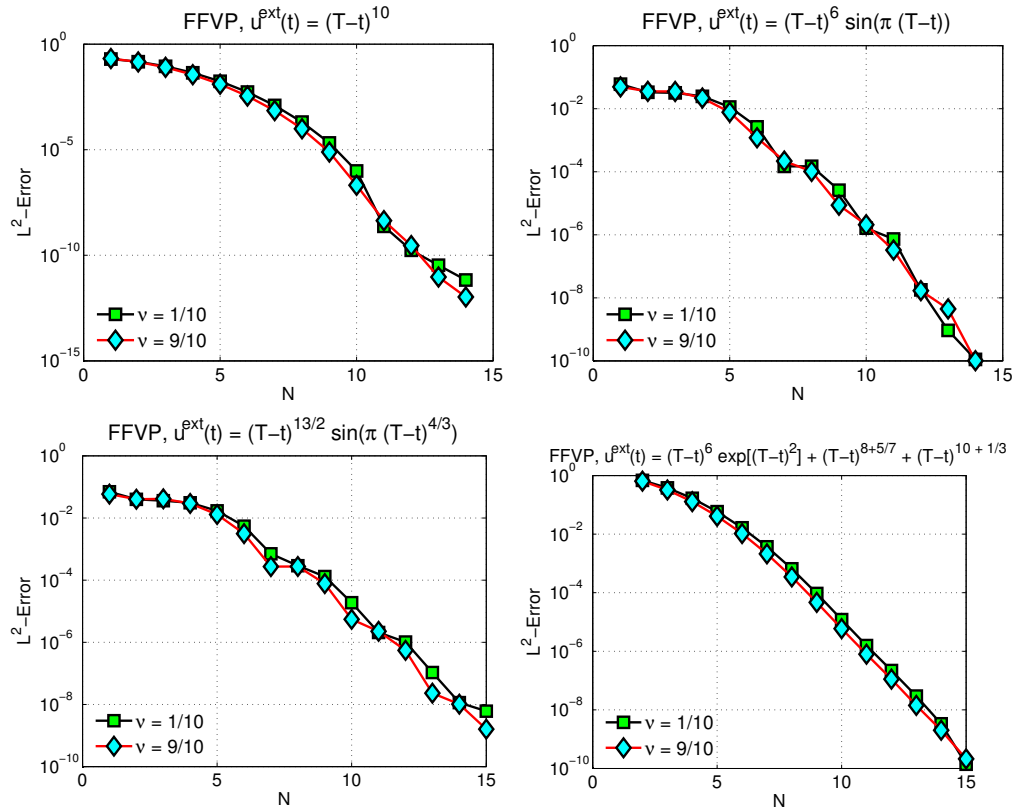 FFVP, u^ext(t) = (T−t)^10
10^0
10^−5
10^−10
10^−15
L^2−Error
ν = 1/10
ν = 9/10
0 5 10 15
N
FFVP, u^ext(t) = (T−t)^6 sin(π (T−t))
10^0
10^−2
10^−4
10^−6
10^−8
10^−10
L^2−Error
ν = 1/10
ν = 9/10
0 5 10 15
N
FFVP, u^ext(t) = (T−t)^13/2 sin(π (T−t)^4/3)
10^0
10^−2
10^−4
10^−6
10^−8
10^−10
L^2−Error
ν = 1/10
ν = 9/10
0 5 10 15
N
FFVP, u^ext(t) = (T−t)^6 exp[(T−t)^2] + (T−t)^8+5/7 + (T−t)^10 + 1/3
10^0
10^−2
10^−4
10^−6
10^−8
10^−10
L^2−Error
ν = 1/10
ν = 9/10
0 5 10 15
N